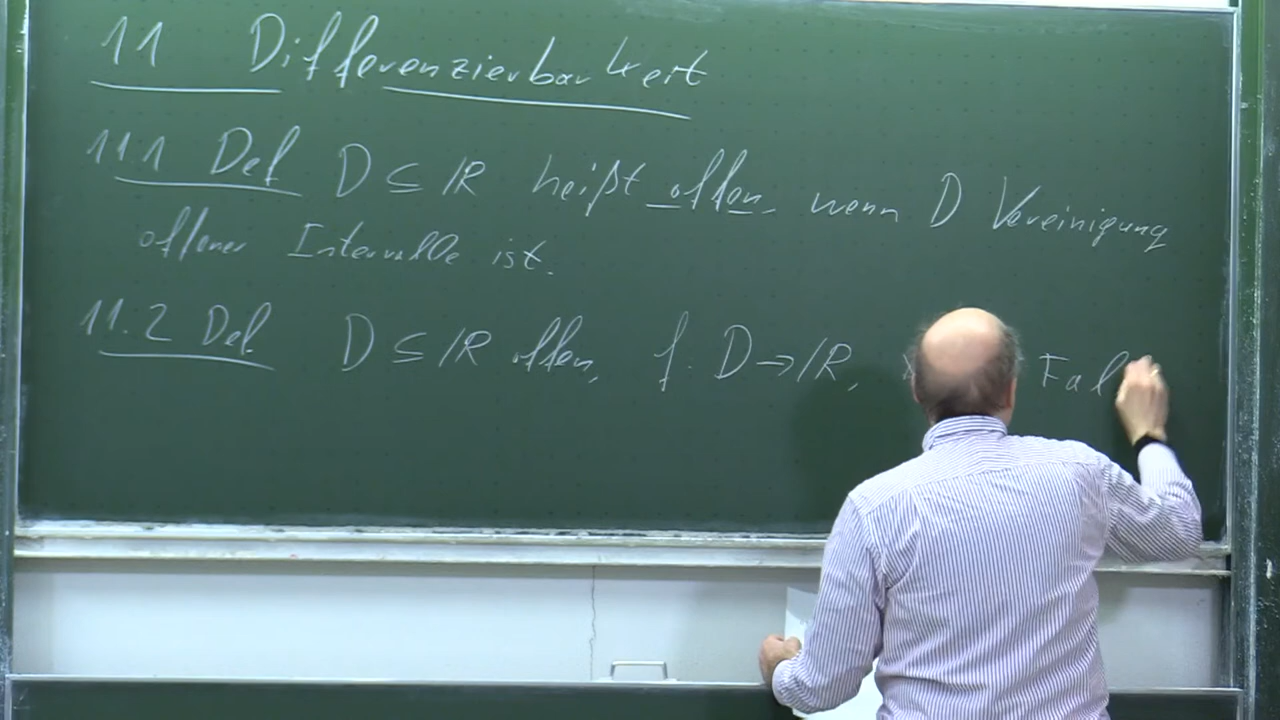 11 Differenzierbarkeit
11.1 Def D ⊆ ℝ heißt offen, wenn D Vereinigung
offener Intervalle ist.
11.2 Def. D ⊆ ℝ offen, f: D → ℝ, Fal